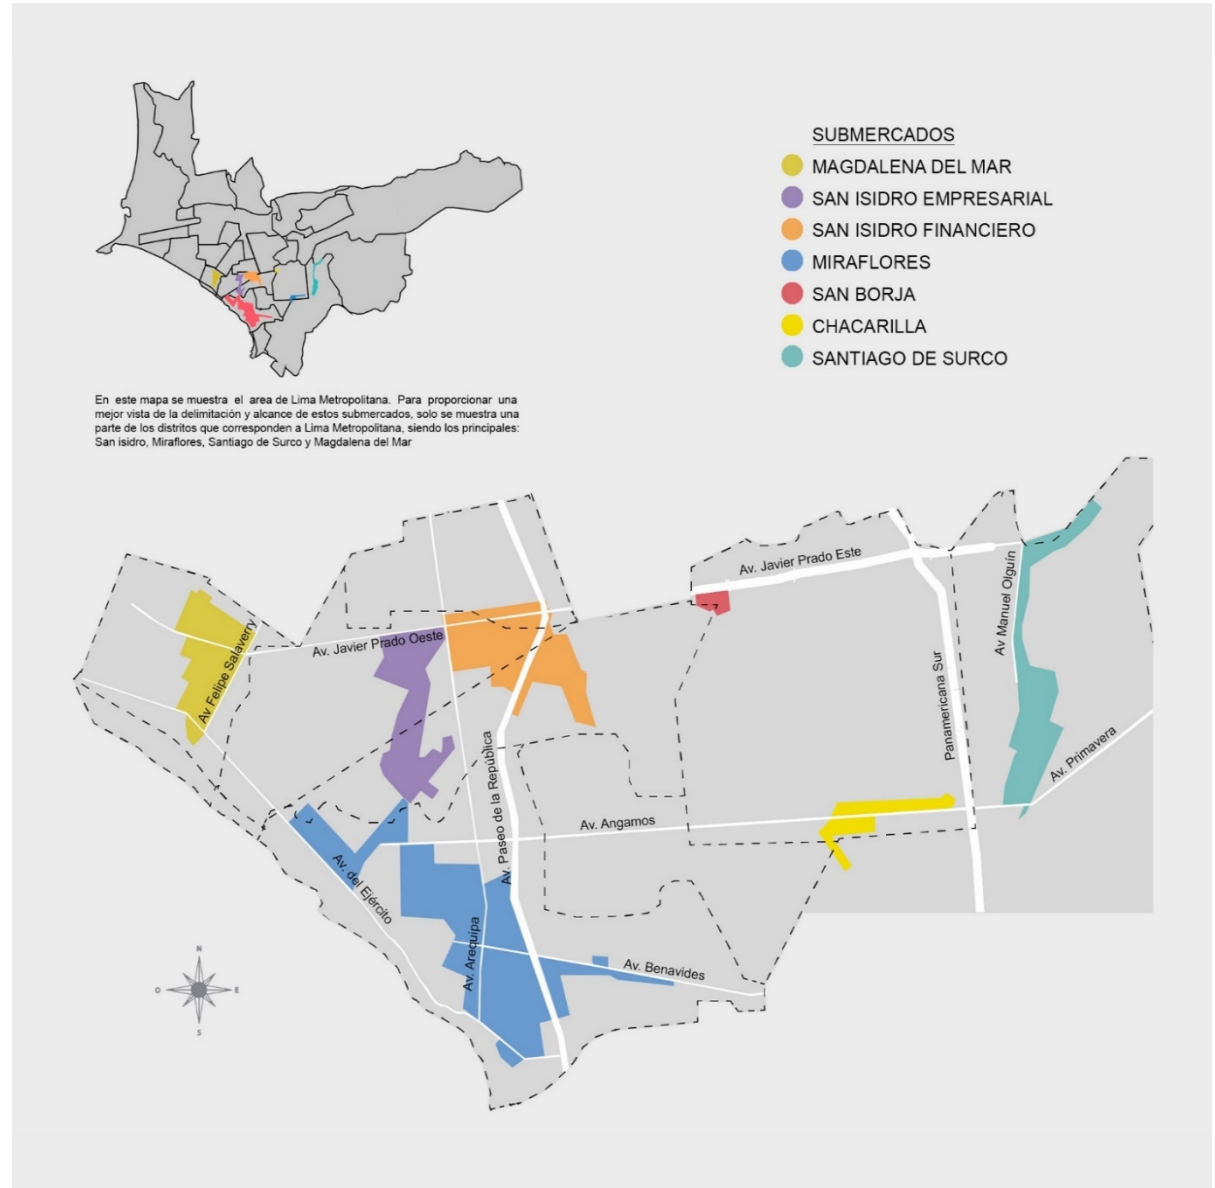 SUBMERCADOS
MAGDALENA DEL MAR
SAN ISIDRO EMPRESARIAL
SAN ISIDRO FINANCIERO
MIRAFLORES
SAN BORJA
CHACARILLA
SANTIAGO DE SURCO
En este mapa se muestra el area de Lima Metropolitana. Para proporcionar una
mejor vista de la delimitación y alcance de estos submercados, solo se muestra una
parte de los distritos que corresponden a Lima Metropolitana, siendo los principales:
San isidro, Miraflores, Santiago de Surco y Magdalena del Mar
Av. Javier Prado Este
Av Manuel Olguín
Av. Javier Prado Oeste
Av. Felipe Salaverry
Panamericana Sur
Av. Primavera
Av. Paseo de la República
Av. Angamos
Av. del Ejército
Av. Arequipa
Av. Benavides
N
O
E
S